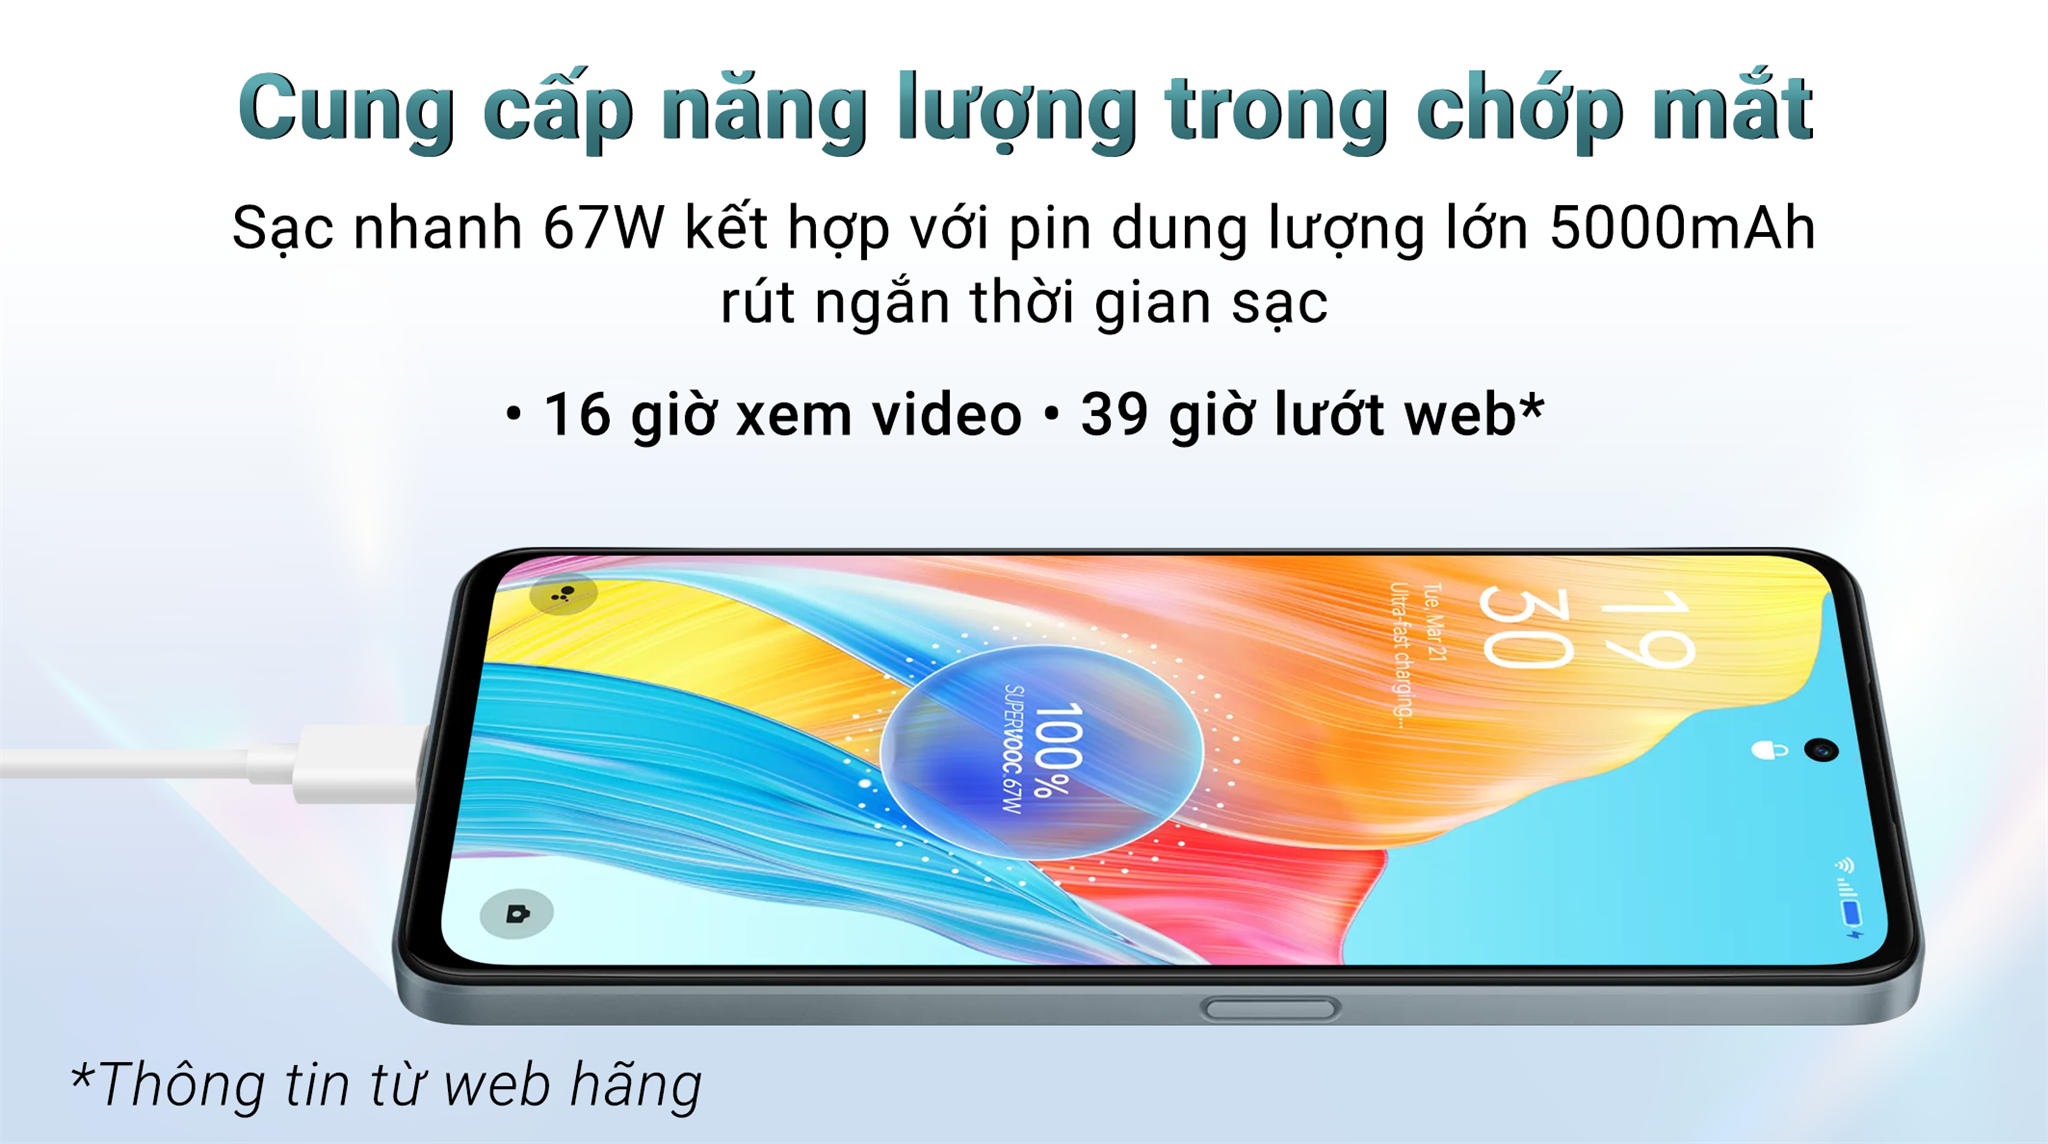 Cung cấp năng lượng trong chớp mắt
Sạc nhanh 67W kết hợp với pin dung lượng lớn 5000mAh
rút ngắn thời gian sạc
• 16 giờ xem video • 39 giờ lướt web*
19
30
Tue, Mar 21
Ultra-fast charging...
100%
SUPERVOOC 67W
*Thông tin từ web hãng